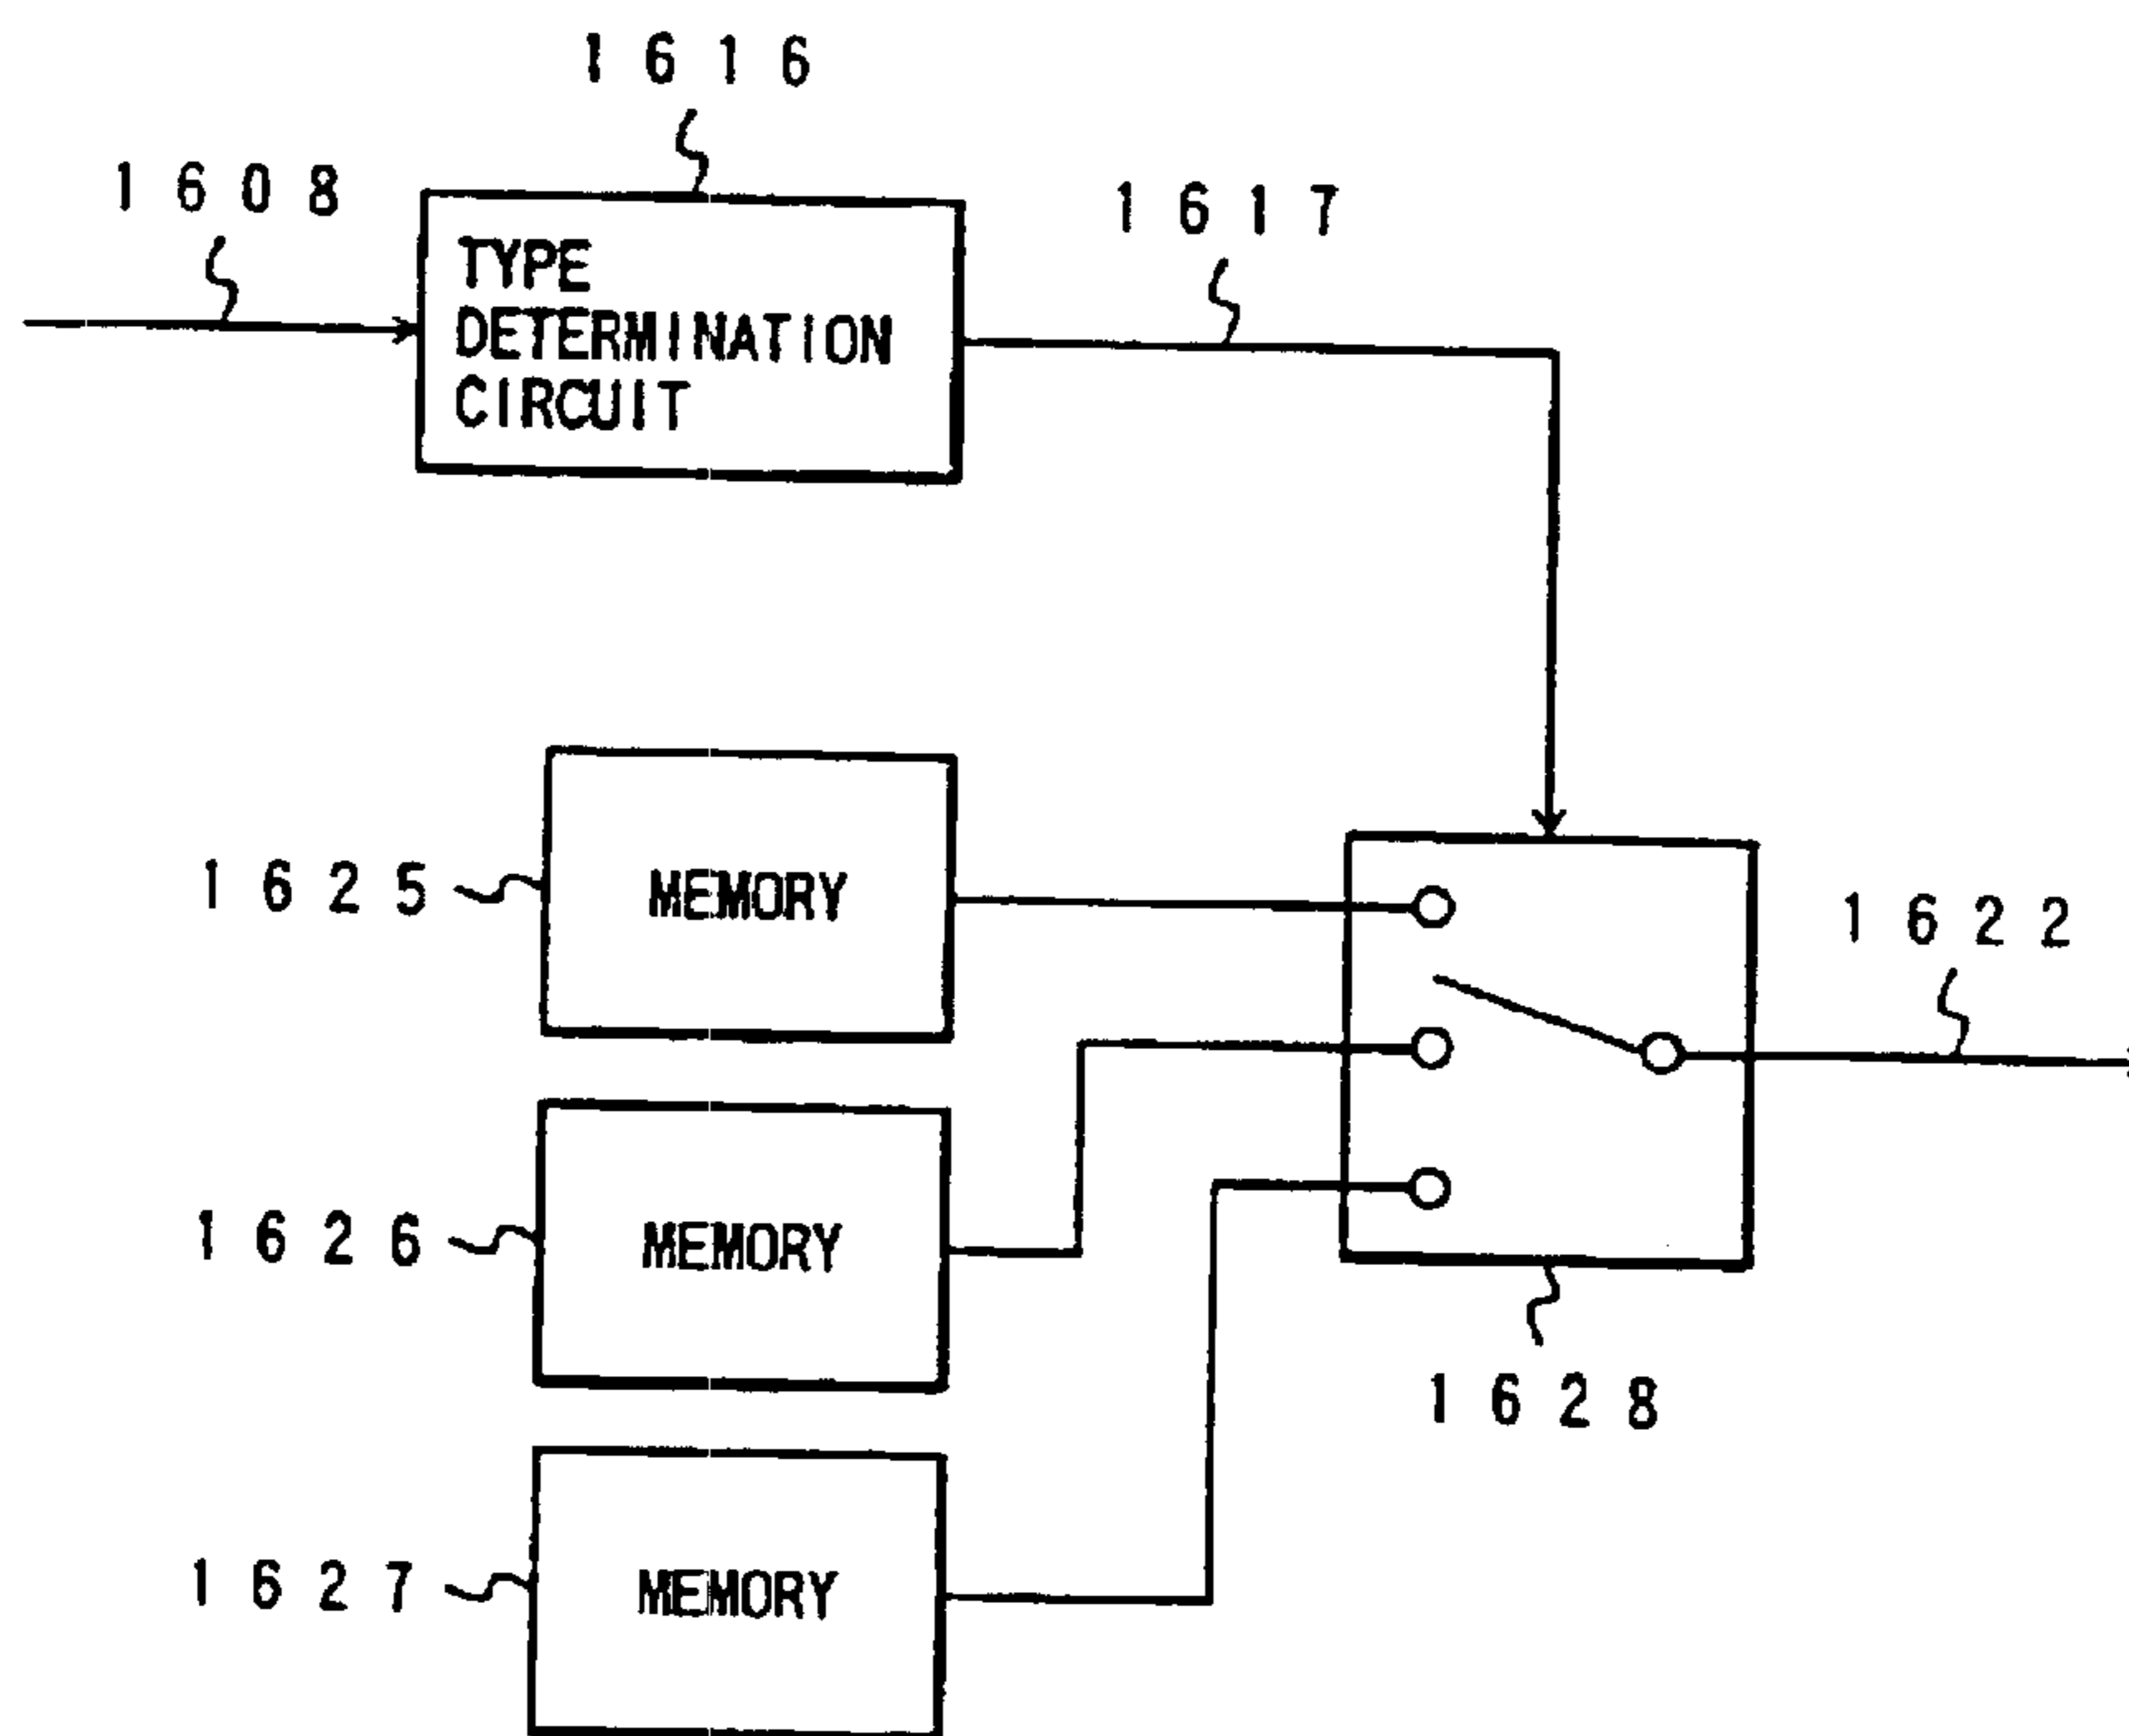 1616
1608
1617
TYPE
DETERMINATION
CIRCUIT
1625
MEMORY
1622
1626
MEMORY
1628
1627
MEMORY